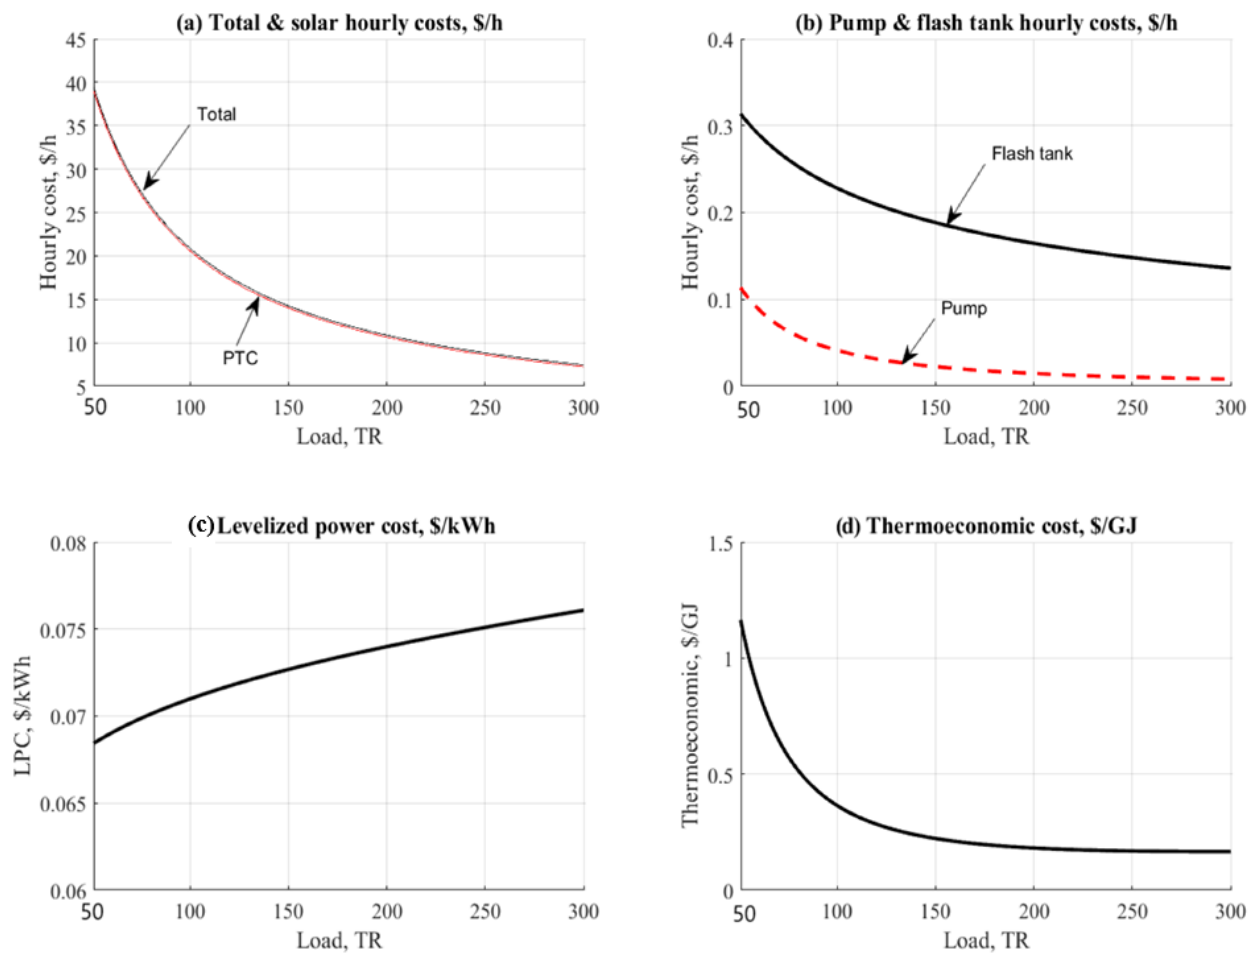 (a) Total & solar hourly costs, $/h
45
40
35
30
25
20
15
10
5
Hourly cost, $/h
Total
PTC
50 100 150 200 250 300
Load, TR
(b) Pump & flash tank hourly costs, $/h
0.4
0.3
0.2
0.1
0
Hourly cost, $/h
Flash tank
Pump
50 100 150 200 250 300
Load, TR
(c) Levelized power cost, $/kWh
0.08
0.075
0.07
0.065
0.06
LPC, $/kWh
50 100 150 200 250 300
Load, TR
(d) Thermoeconomic cost, $/GJ
1.5
1
0.5
0
Thermoeconomic, $/GJ
50 100 150 200 250 300
Load, TR